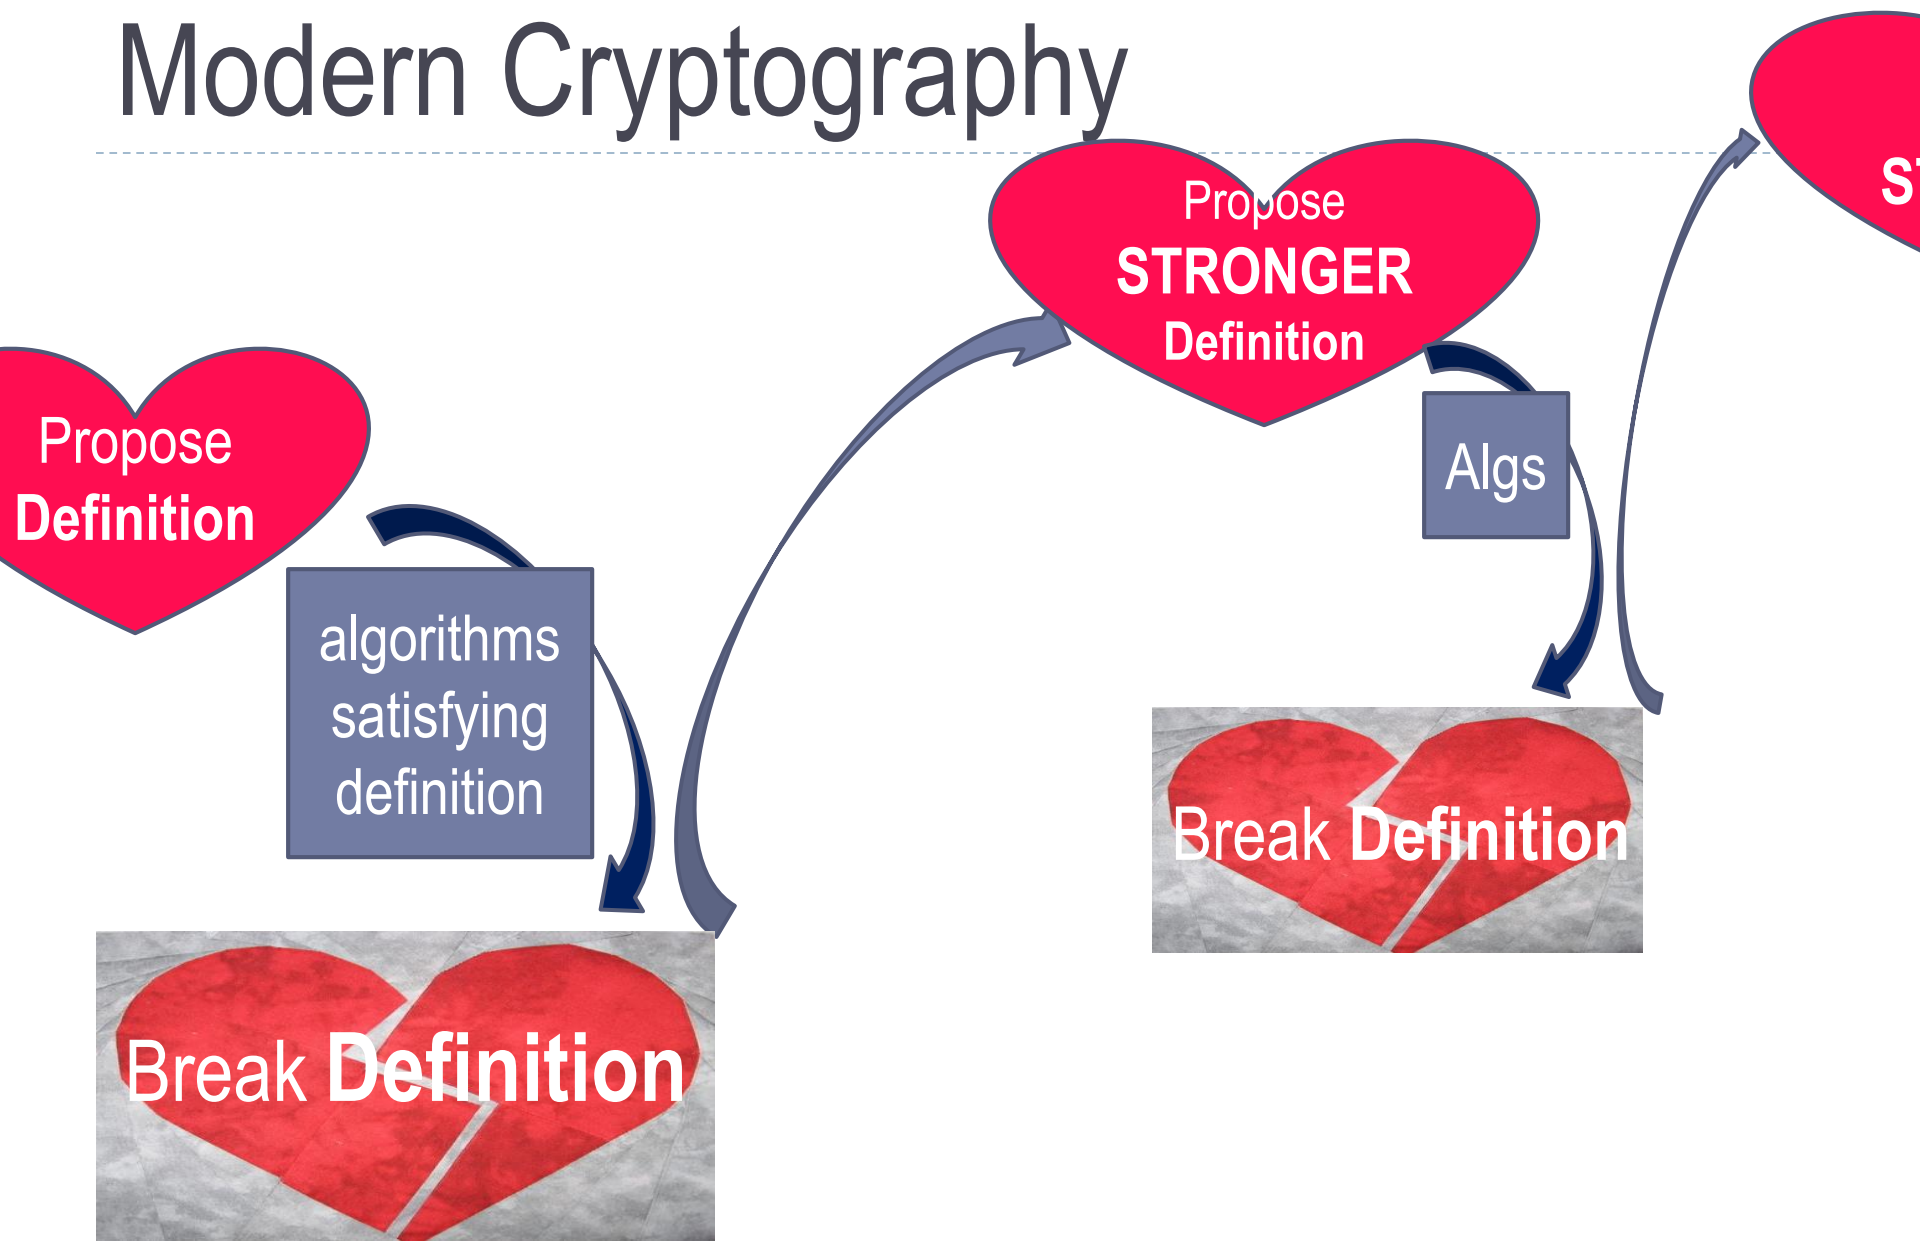 Modern Cryptography
Propose
Definition
algorithms
satisfying
definition
Break Definition
Propose
STRONGER
Definition
Algs
Break Definition